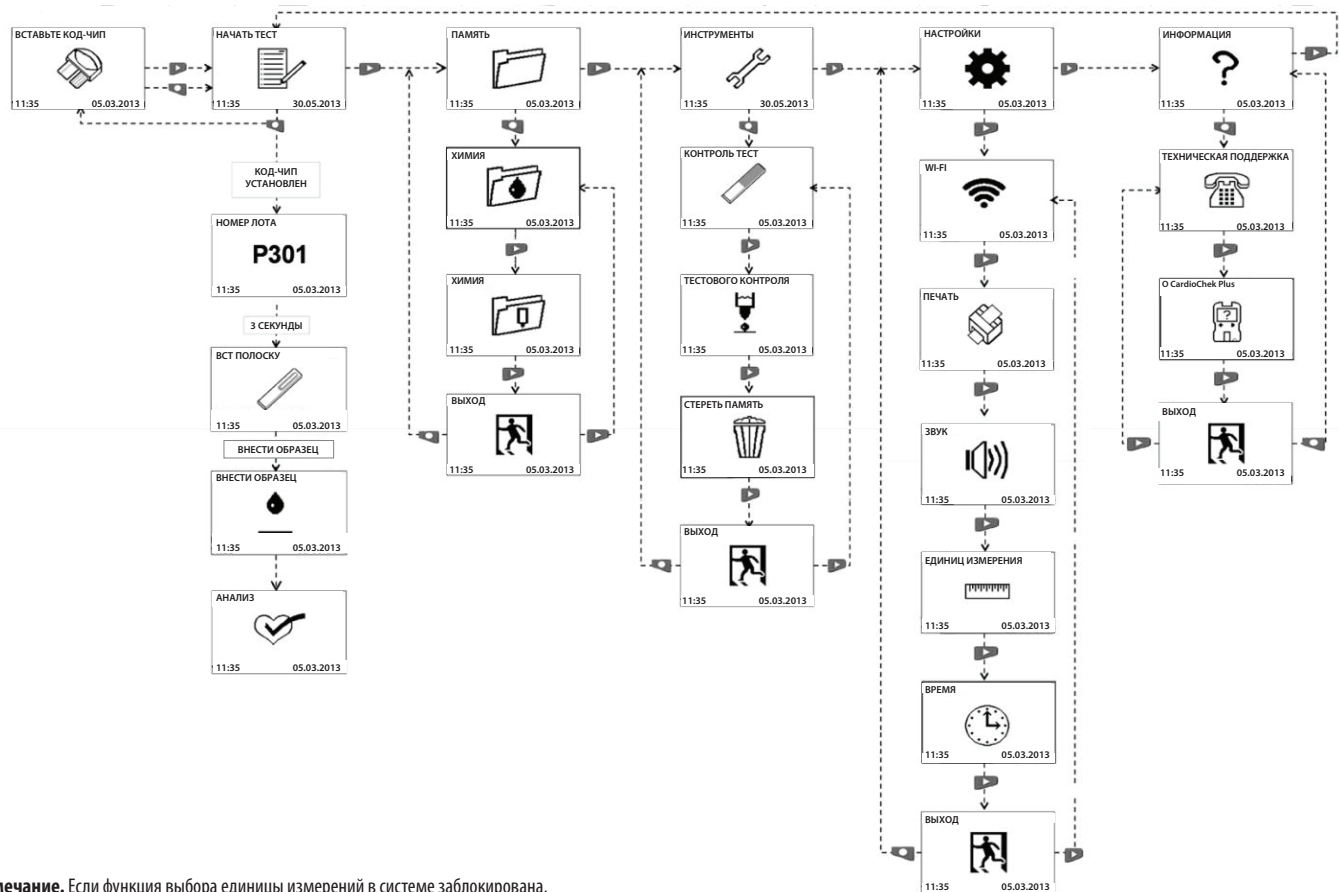 ВСТАВЬТЕ КОД-ЧИП
11:35 05.03.2013
НАЧАТЬ ТЕСТ
11:35 30.05.2013
КОД-ЧИП
УСТАНОВЛЕН
НОМЕР ЛОТА
P301
11:35 05.03.2013
3 СЕКУНДЫ
ВСТ ПОЛОСКУ
11:35 05.03.2013
ВНЕСТИ ОБРАЗЕЦ
ВНЕСТИ ОБРАЗЕЦ
11:35 05.03.2013
АНАЛИЗ
11:35 05.03.2013
ПАМЯТЬ
11:35 05.03.2013
ХИМИЯ
11:35 05.03.2013
ХИМИЯ
11:35 05.03.2013
ВЫХОД
11:35 05.03.2013
ИНСТРУМЕНТЫ
11:35 30.05.2013
КОНТРОЛЬ ТЕСТ
11:35 05.03.2013
ТЕСТОВОГО КОНТРОЛЯ
11:35 05.03.2013
СТЕРЕТЬ ПАМЯТЬ
11:35 05.03.2013
ВЫХОД
11:35 05.03.2013
НАСТРОЙКИ
11:35 05.03.2013
WI-FI
11:35 05.03.2013
ПЕЧАТЬ
11:35 05.03.2013
ЗВУК
11:35 05.03.2013
ЕДИНИЦ ИЗМЕРЕНИЯ
11:35 05.03.2013
ВРЕМЯ
11:35 05.03.2013
ВЫХОД
11:35 05.03.2013
ИНФОРМАЦИЯ
?
11:35 05.03.2013
ТЕХНИЧЕСКАЯ ПОДДЕРЖКА
11:35 05.03.2013
О CardioChek Plus
?
11:35 05.03.2013
ВЫХОД
11:35 05.03.2013
мечание. Если функция выбора единицы измерений в системе заблокирована,